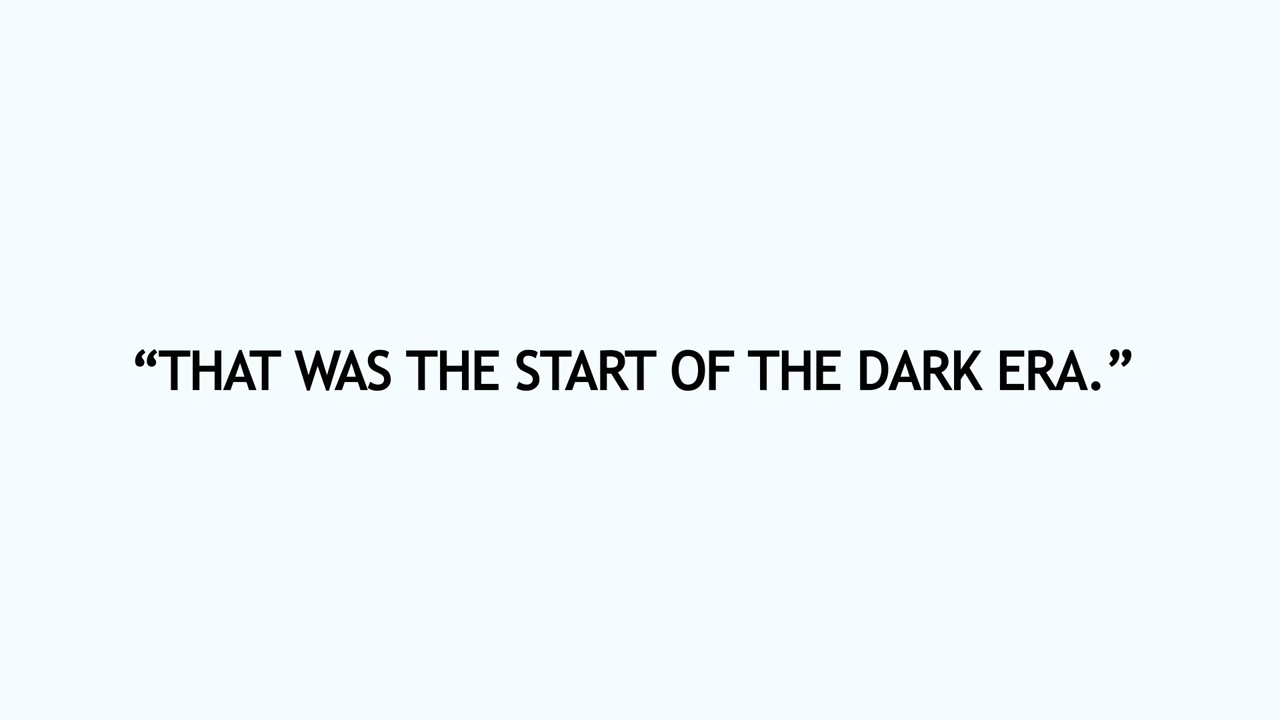 “THAT WAS THE START OF THE DARK ERA.”